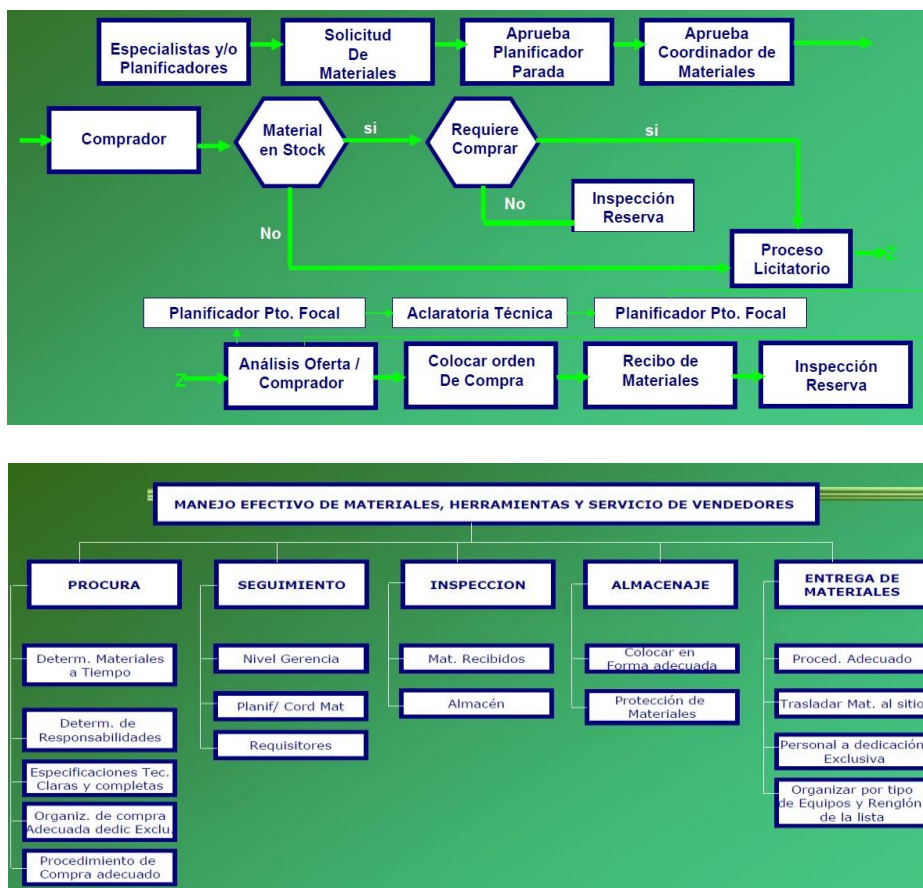 Especialistas y/o
Planificadores
Solicitud
De
Materiales
Aprueba
Planificador
Parada
Aprueba
Coordinador de
Materiales
Comprador
Material
en Stock
si
Requiere
Comprar
si
No
No
Inspección
Reserva
Proceso
Licitatorio
Z
Planificador Pto. Focal
Aclaratoria Técnica
Planificador Pto. Focal
Z
Análisis Oferta /
Comprador
Colocar orden
De Compra
Recibo de
Materiales
Inspección
Reserva
MANEJO EFECTIVO DE MATERIALES, HERRAMIENTAS Y SERVICIO DE VENDEDORES
PROCURA
Determ. Materiales
a Tiempo
Determ. de
Responsabilidades
Especificaciones Tec.
Claras y completas
Organiz. de compra
Adecuada dedic Exclu.
Procedimiento de
Compra adecuado
SEGUIMIENTO
Nivel Gerencia
Planif/ Cord Mat
Requisitores
INSPECCION
Mat. Recibidos
Almacén
ALMACENAJE
Colocar en
Forma adecuada
Protección de
Materiales
ENTREGA DE
MATERIALES
Proced. Adecuado
Trasladar Mat. al sitio
Personal a dedicación
Exclusiva
Organizar por tipo
de Equipos y Renglón
de la lista